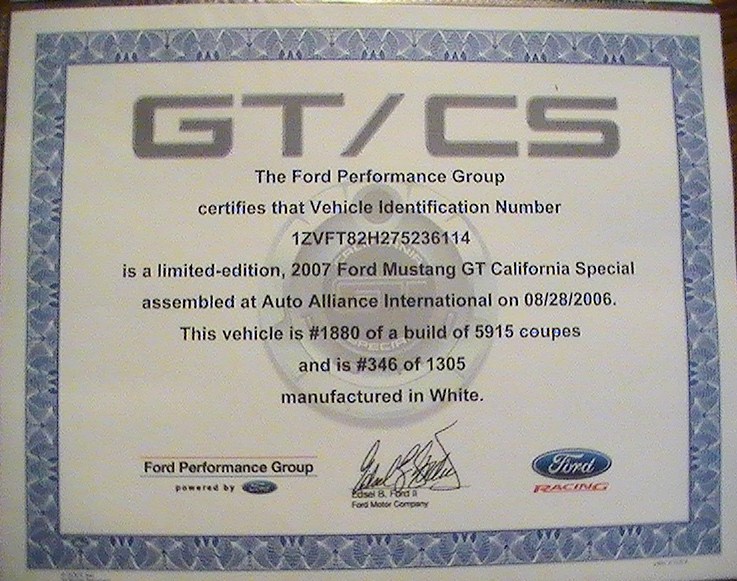 GT/CS
The Ford Performance Group
certifies that Vehicle Identification Number
1ZVFT82H275236114
is a limited-edition, 2007 Ford Mustang GT California Special
assembled at Auto Alliance International on 08/28/2006.
This vehicle is #1880 of a build of 5915 coupes
and is #346 of 1305
manufactured in White.
Ford Performance Group
powered by Ford
Edsel B. Ford II
Ford Motor Company
Ford
RACING